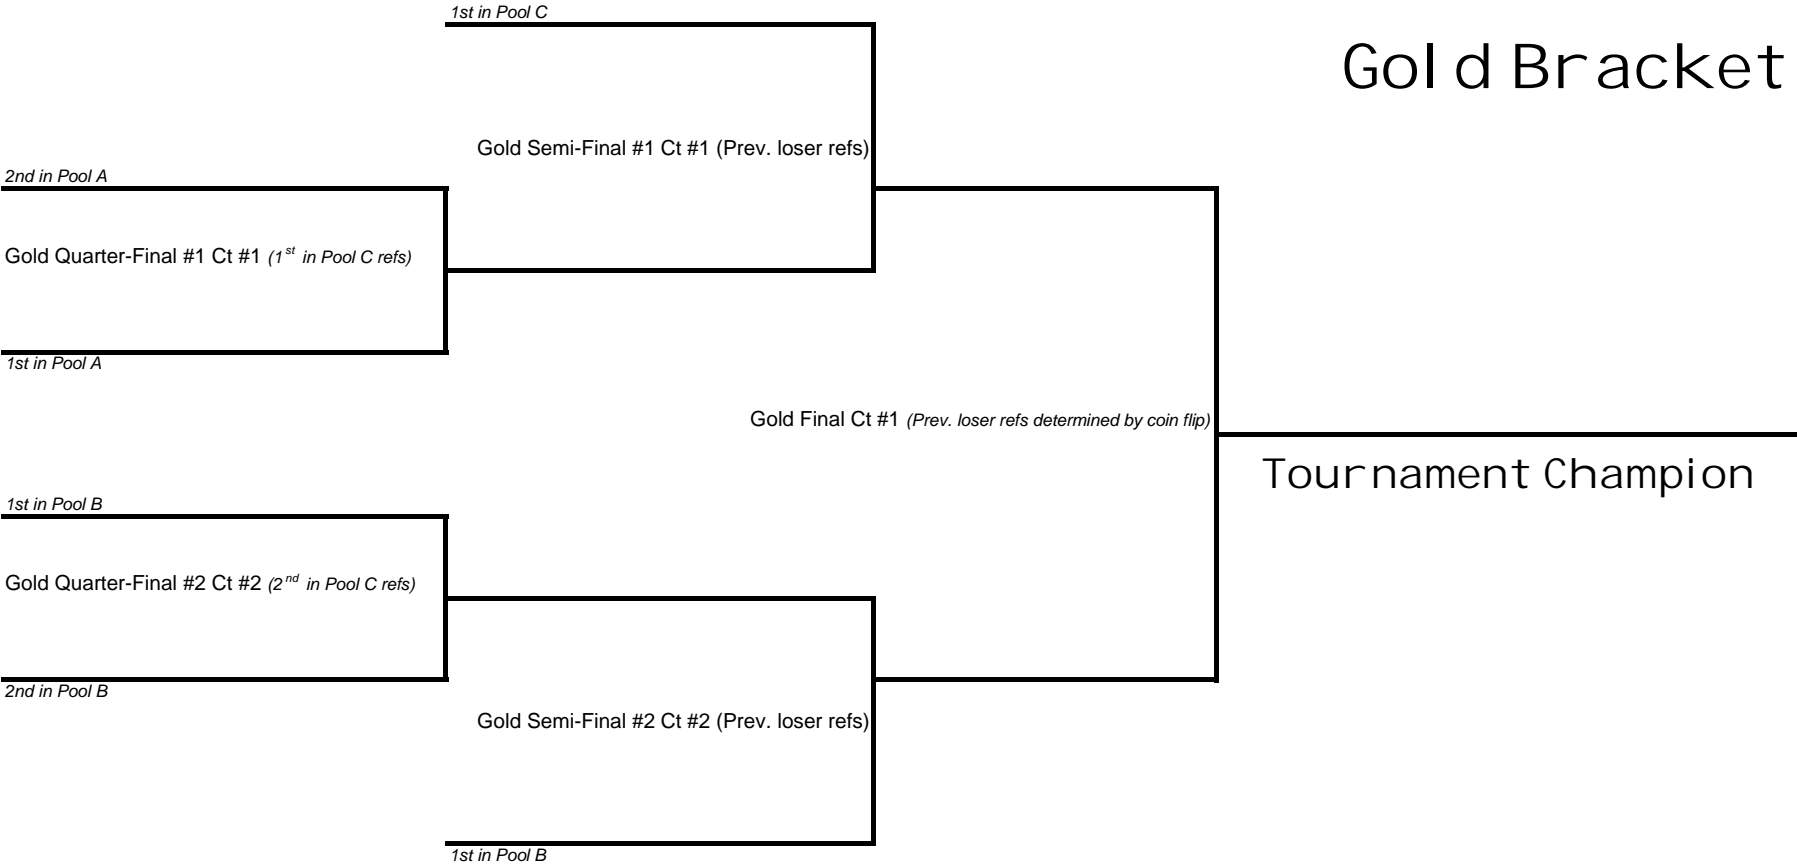 1st in Pool C
Gold Bracket
Gold Semi-Final #1 Ct #1 (Prev. loser refs)
2nd in Pool A
Gold Quarter-Final #1 Ct #1 (1st in Pool C refs)
1st in Pool A
Gold Final Ct #1 (Prev. loser refs determined by coin flip)
Tournament Champion
1st in Pool B
Gold Quarter-Final #2 Ct #2 (2nd in Pool C refs)
2nd in Pool B
Gold Semi-Final #2 Ct #2 (Prev. loser refs)
1st in Pool B